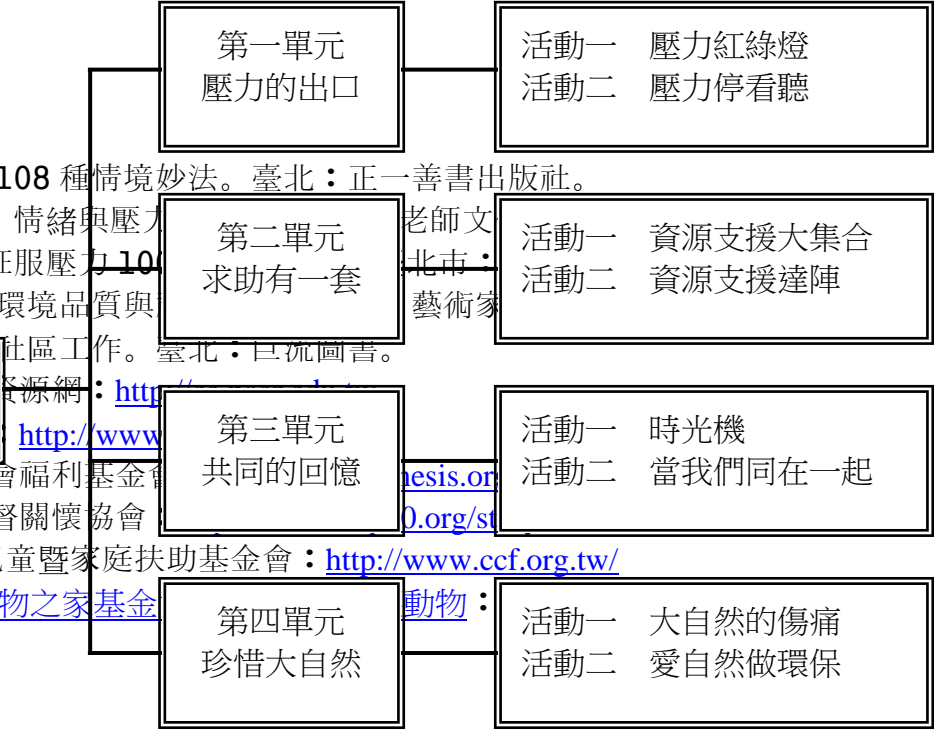 第一單元
壓力的出口
活動一 壓力紅綠燈
活動二 壓力停看聽
108 種情境妙法。臺北：正一善書出版社。
情緒與壓力 老師文
征服壓力 10 北市：
環境品質與 藝術家
第二單元
求助有一套
活動一 資源支援大集合
活動二 資源支援達陣
社區工作。臺北：巨流圖書。
資源網：http
：http://www
會福利基金會 nesis.or
督關懷協會： 0.org/st
第三單元
共同的回憶
活動一 時光機
活動二 當我們同在一起
童暨家庭扶助基金會：http://www.ccf.org.tw/
物之家基金 動物：
第四單元
珍惜大自然
活動一 大自然的傷痛
活動二 愛自然做環保